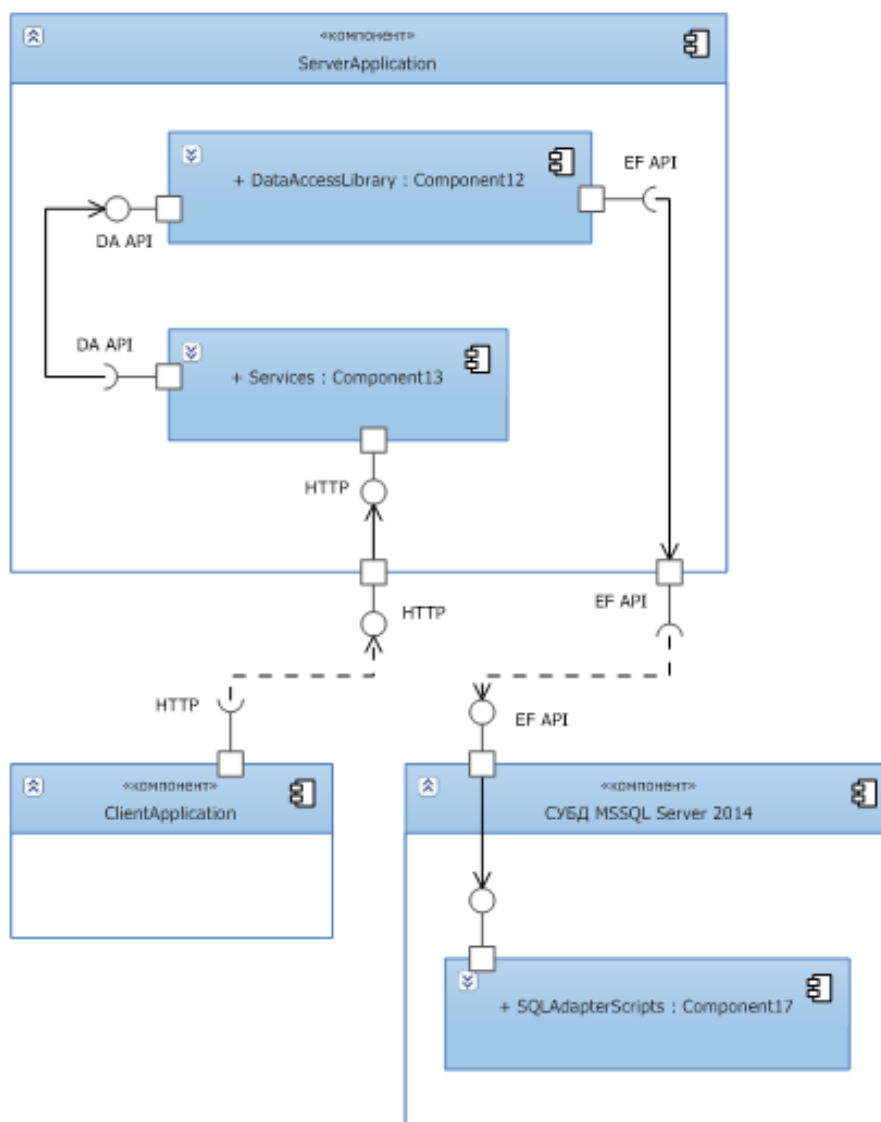 «компонент»
ServerApplication
+ DataAccessLibrary : Component12
EF API
DA API
DA API
+ Services : Component13
HTTP
EF API
HTTP
HTTP
EF API
«компонент»
ClientApplication
«компонент»
СУБД MSSQL Server 2014
+ SQLAdapterScripts : Component17